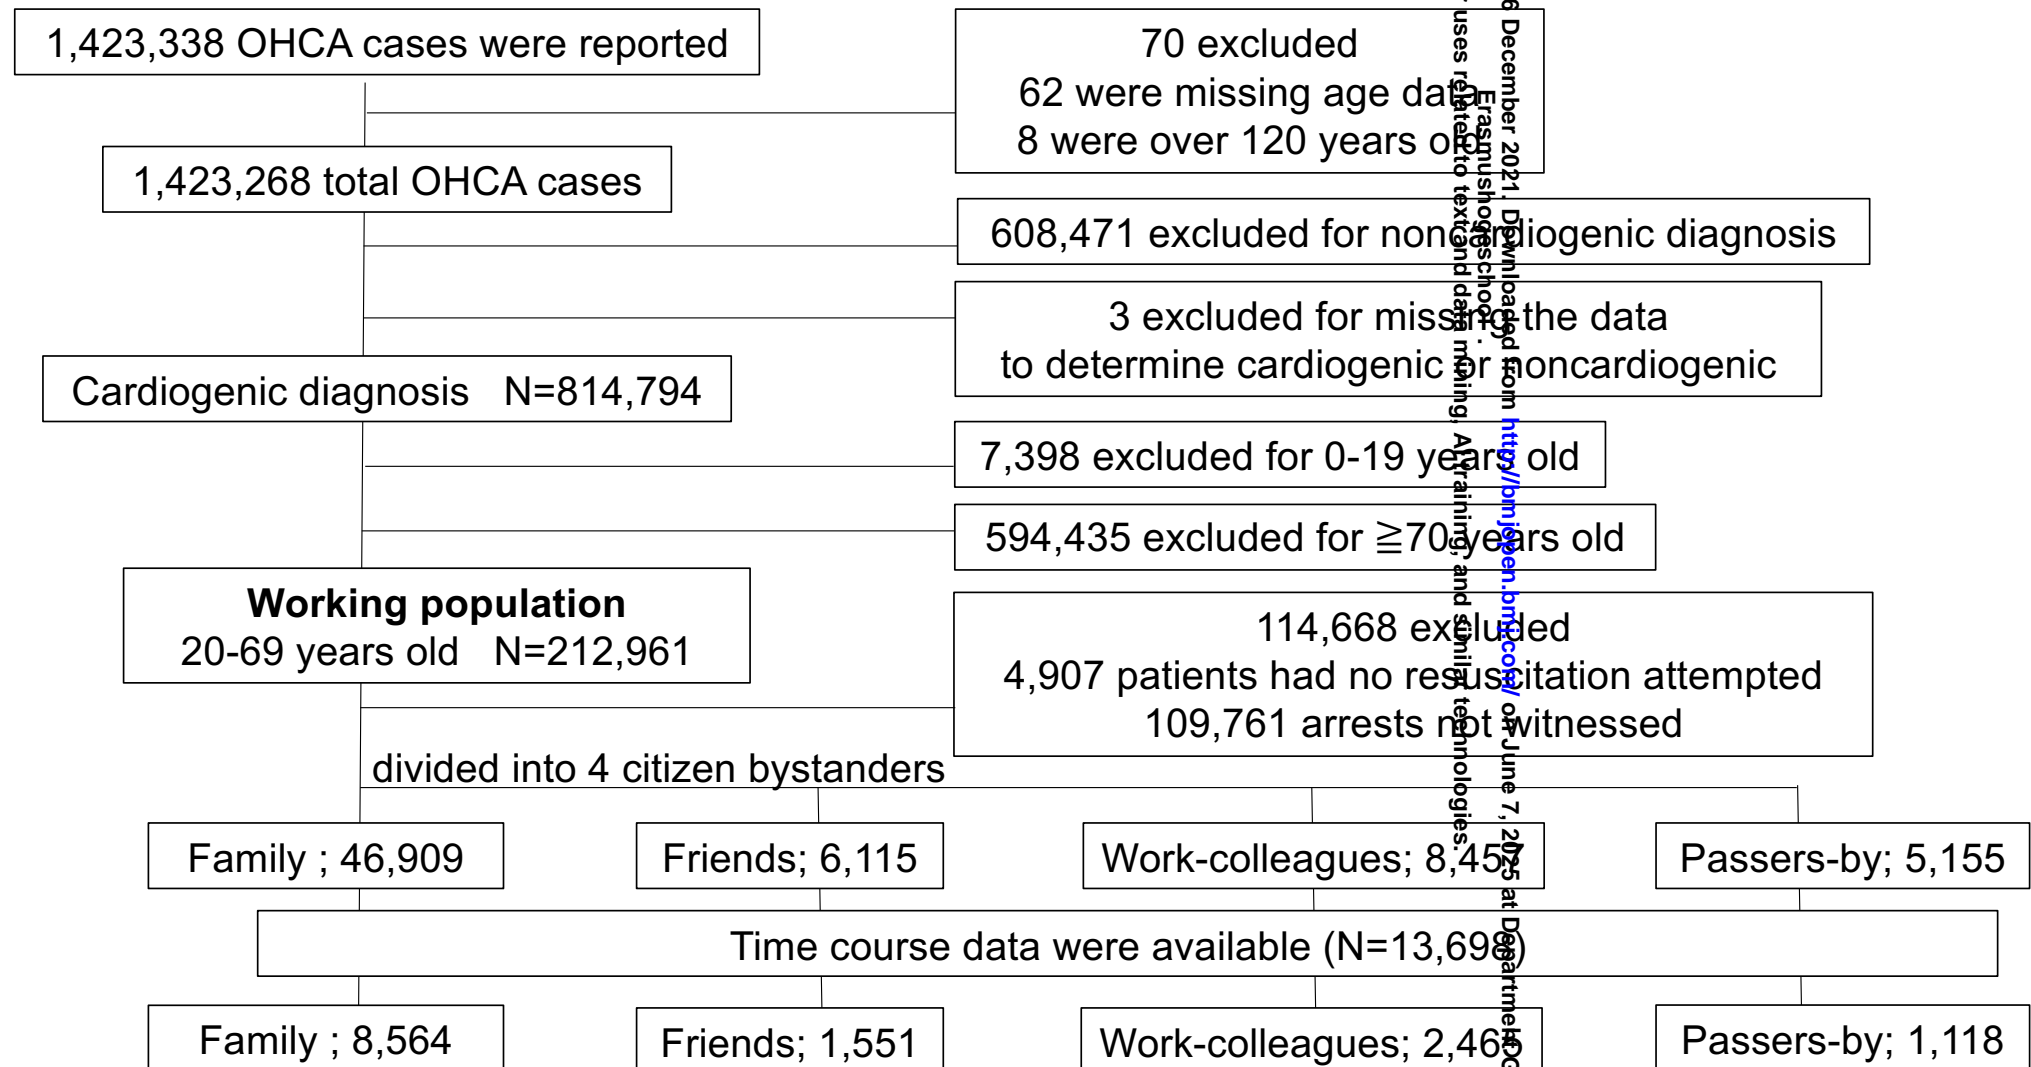 1,423,338 OHCA cases were reported
70 excluded
62 were missing age data
8 were over 120 years old
1,423,268 total OHCA cases
608,471 excluded for noncardiogenic diagnosis
3 excluded for missing the data
to determine cardiogenic or noncardiogenic
Cardiogenic diagnosis N=814,794
7,398 excluded for 0-19 years old
594,435 excluded for ≧70 years old
Working population
20-69 years old N=212,961
114,668 excluded
4,907 patients had no resuscitation attempted
109,761 arrests not witnessed
divided into 4 citizen bystanders
Family ; 46,909
Friends; 6,115
Work-colleagues; 8,457
Passers-by; 5,155
Time course data were available (N=13,698)
Family ; 8,564
Friends; 1,551
Work-colleagues; 2,465
Passers-by; 1,118
6 December 2021. Downloaded from http://bmjopen.bmj.com/ on June 7, 2025 at Department
Erasmushogeschool .
uses related to text and data mining, AI training, and similar technologies.